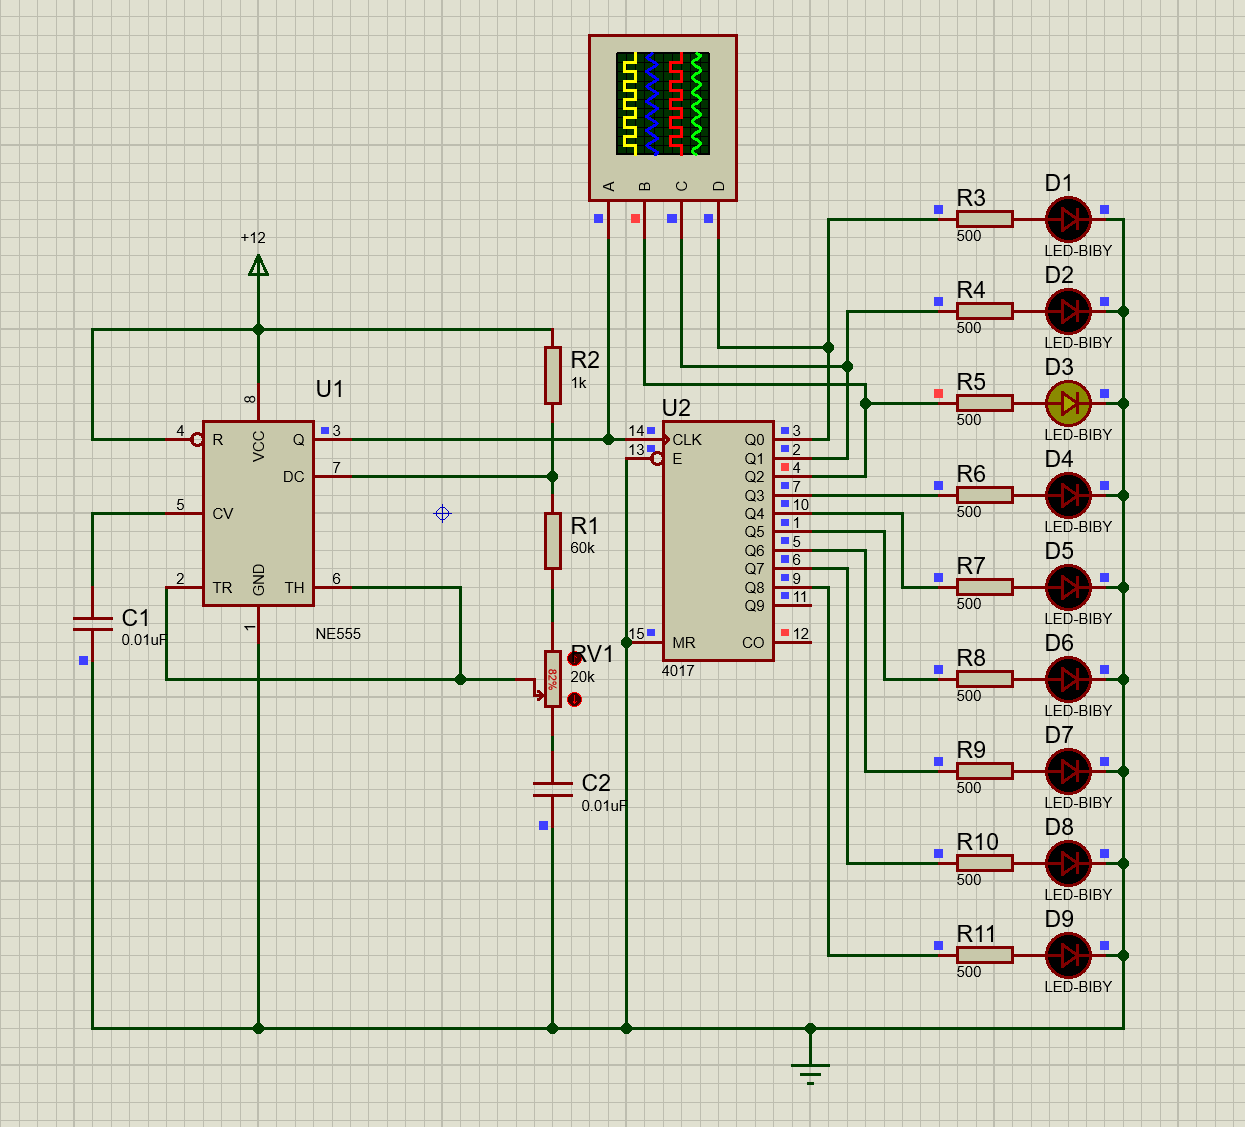 A B C D
+12
U1
NE555
4 R
5 CV
2 TR
8 VCC
1 GND
Q 3
DC 7
TH 6
C1
0.01uF
R2
1k
R1
60k
RV1
20k
82%
C2
0.01uF
U2
4017
14 CLK
13 E
15 MR
Q0 3
Q1 2
Q2 4
Q3 7
Q4 10
Q5 1
Q6 5
Q7 6
Q8 9
Q9 11
CO 12
R3 D1
500 LED-BIBY
R4 D2
500 LED-BIBY
R5 D3
500 LED-BIBY
R6 D4
500 LED-BIBY
R7 D5
500 LED-BIBY
R8 D6
500 LED-BIBY
R9 D7
500 LED-BIBY
R10 D8
500 LED-BIBY
R11 D9
500 LED-BIBY